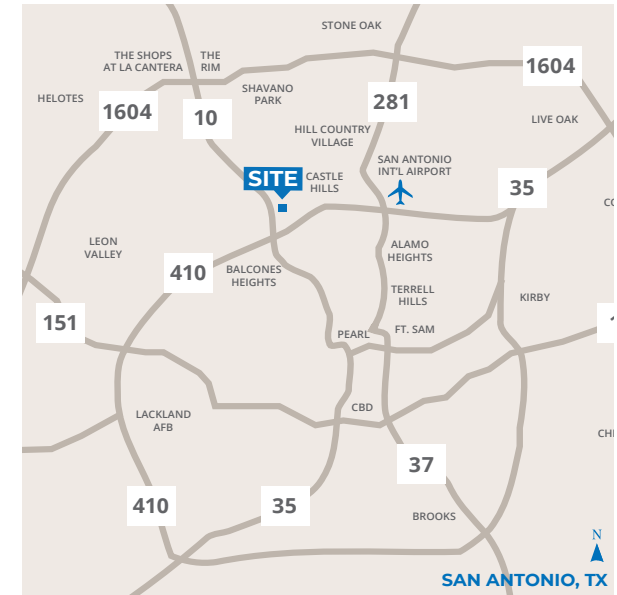 STONE OAK
THE SHOPS
AT LA CANTERA
THE
RIM
1604
HELOTES
1604
10
SHAVANO
PARK
281
LIVE OAK
HILL COUNTRY
VILLAGE
SAN ANTONIO
INT'L AIRPORT
SITE
CASTLE
HILLS
35
LEON
VALLEY
ALAMO
HEIGHTS
410
BALCONES
HEIGHTS
TERRELL
HILLS
KIRBY
151
PEARL
FT. SAM
CBD
LACKLAND
AFB
37
410
35
BROOKS
N
SAN ANTONIO, TX